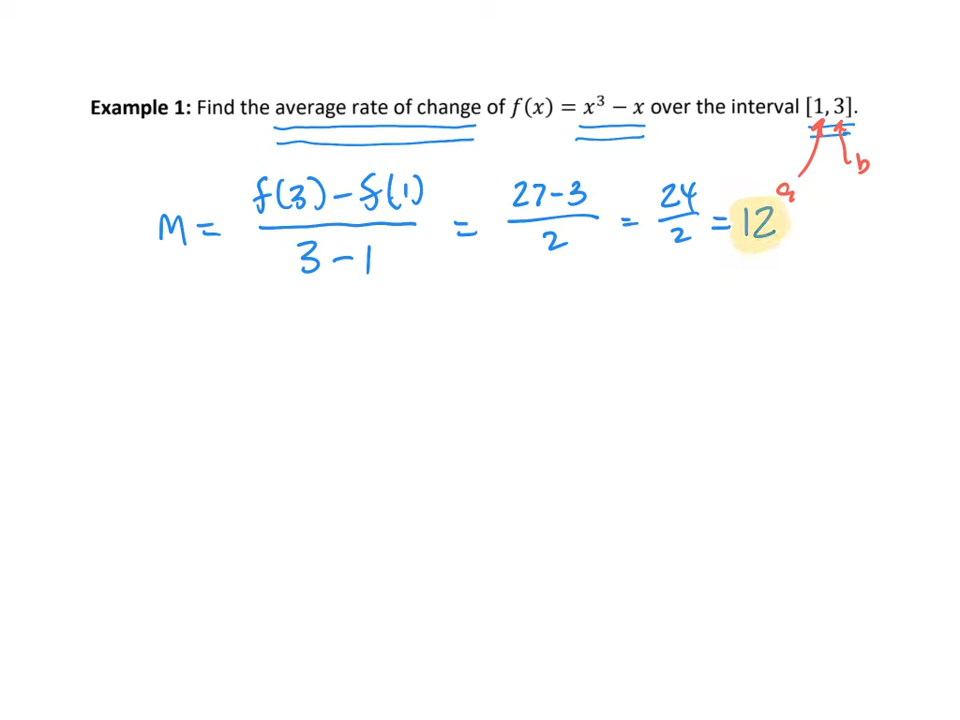 Example 1: Find the average rate of change of f(x) = x³ − x over the interval [1, 3].
a b
M = f(3) - f(1) / 3 - 1 = 27 - 3 / 2 = 24 / 2 = 12